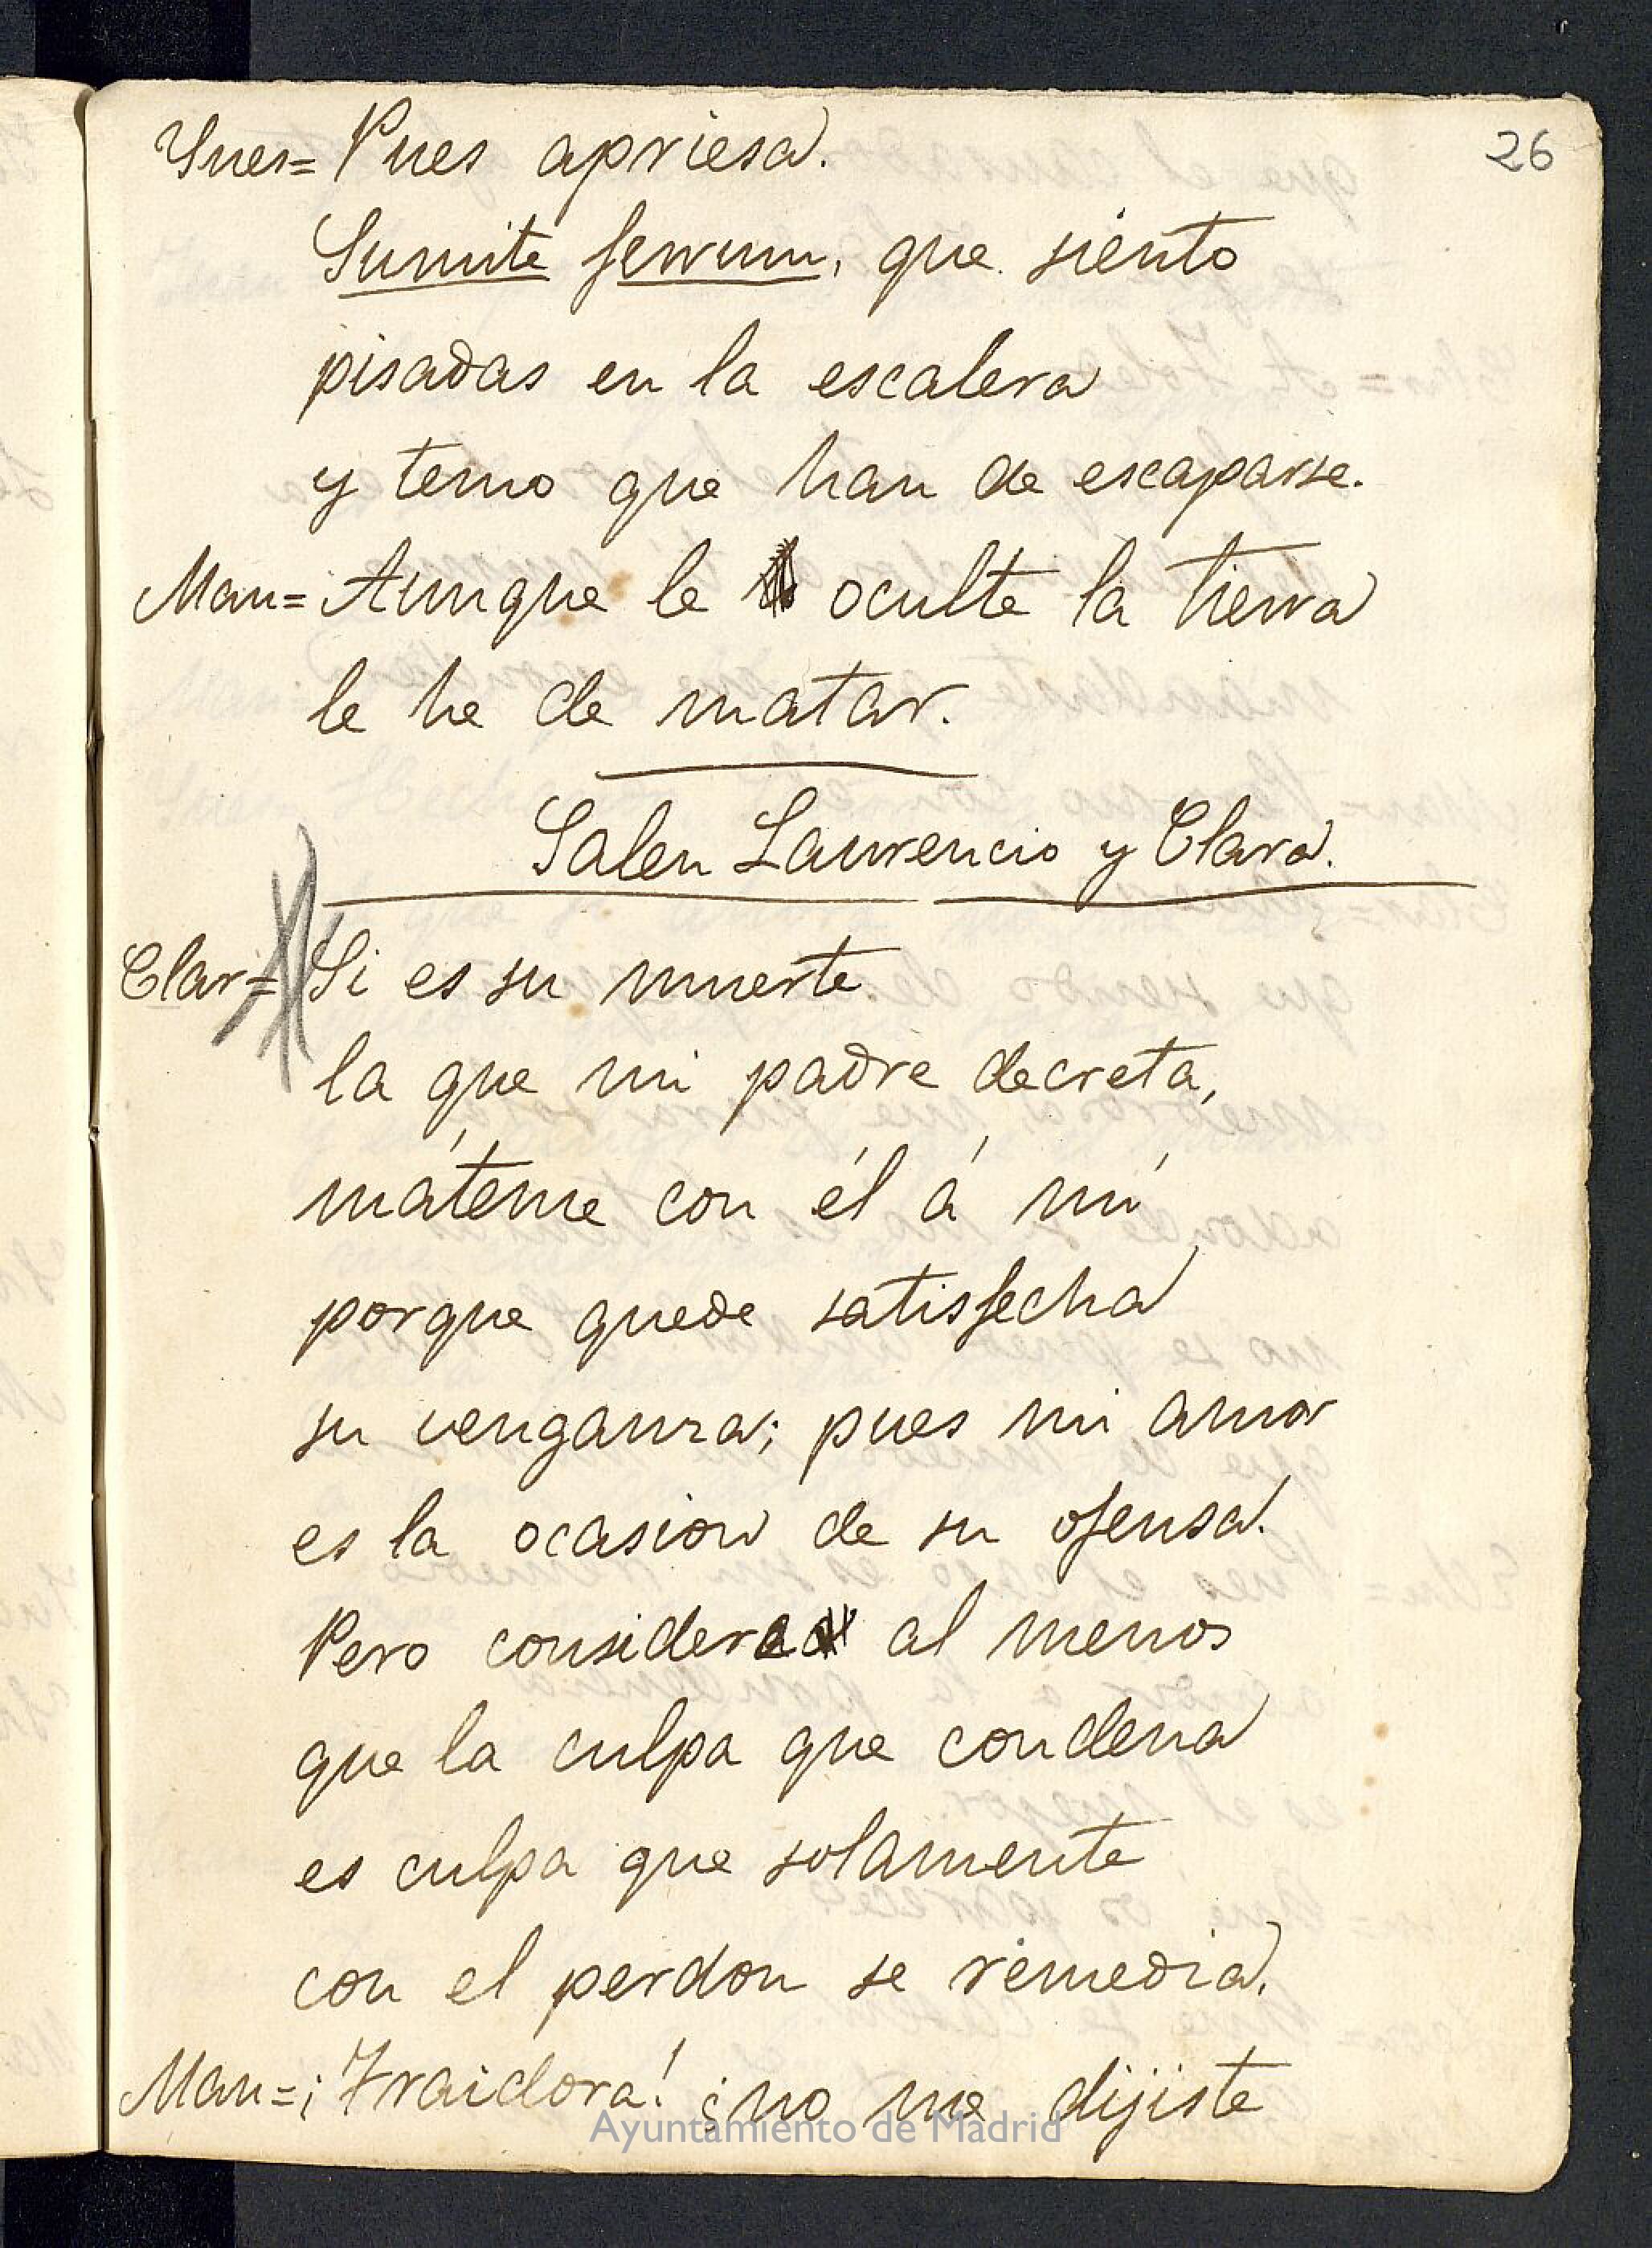 26
Ynes= Pues apriesa.
Sumite ferrum, que siento
pisadas en la escalera
y temo que han de escaparse.
Man= Aunque le oculte la tierra
le he de matar.
Salen Laurencio y Clara.
Clar= Si es su muerte
la que mi padre decreta,
máteme con él á mí
porque quede satisfecha
su venganza; pues mi amor
es la ocasion de su ofensa.
Pero considerad al menos
que la culpa que condena
es culpa que solamente
con el perdon se remedia.
Man= ¡Traidora! ¿no me dijiste
Ayuntamiento de Madrid